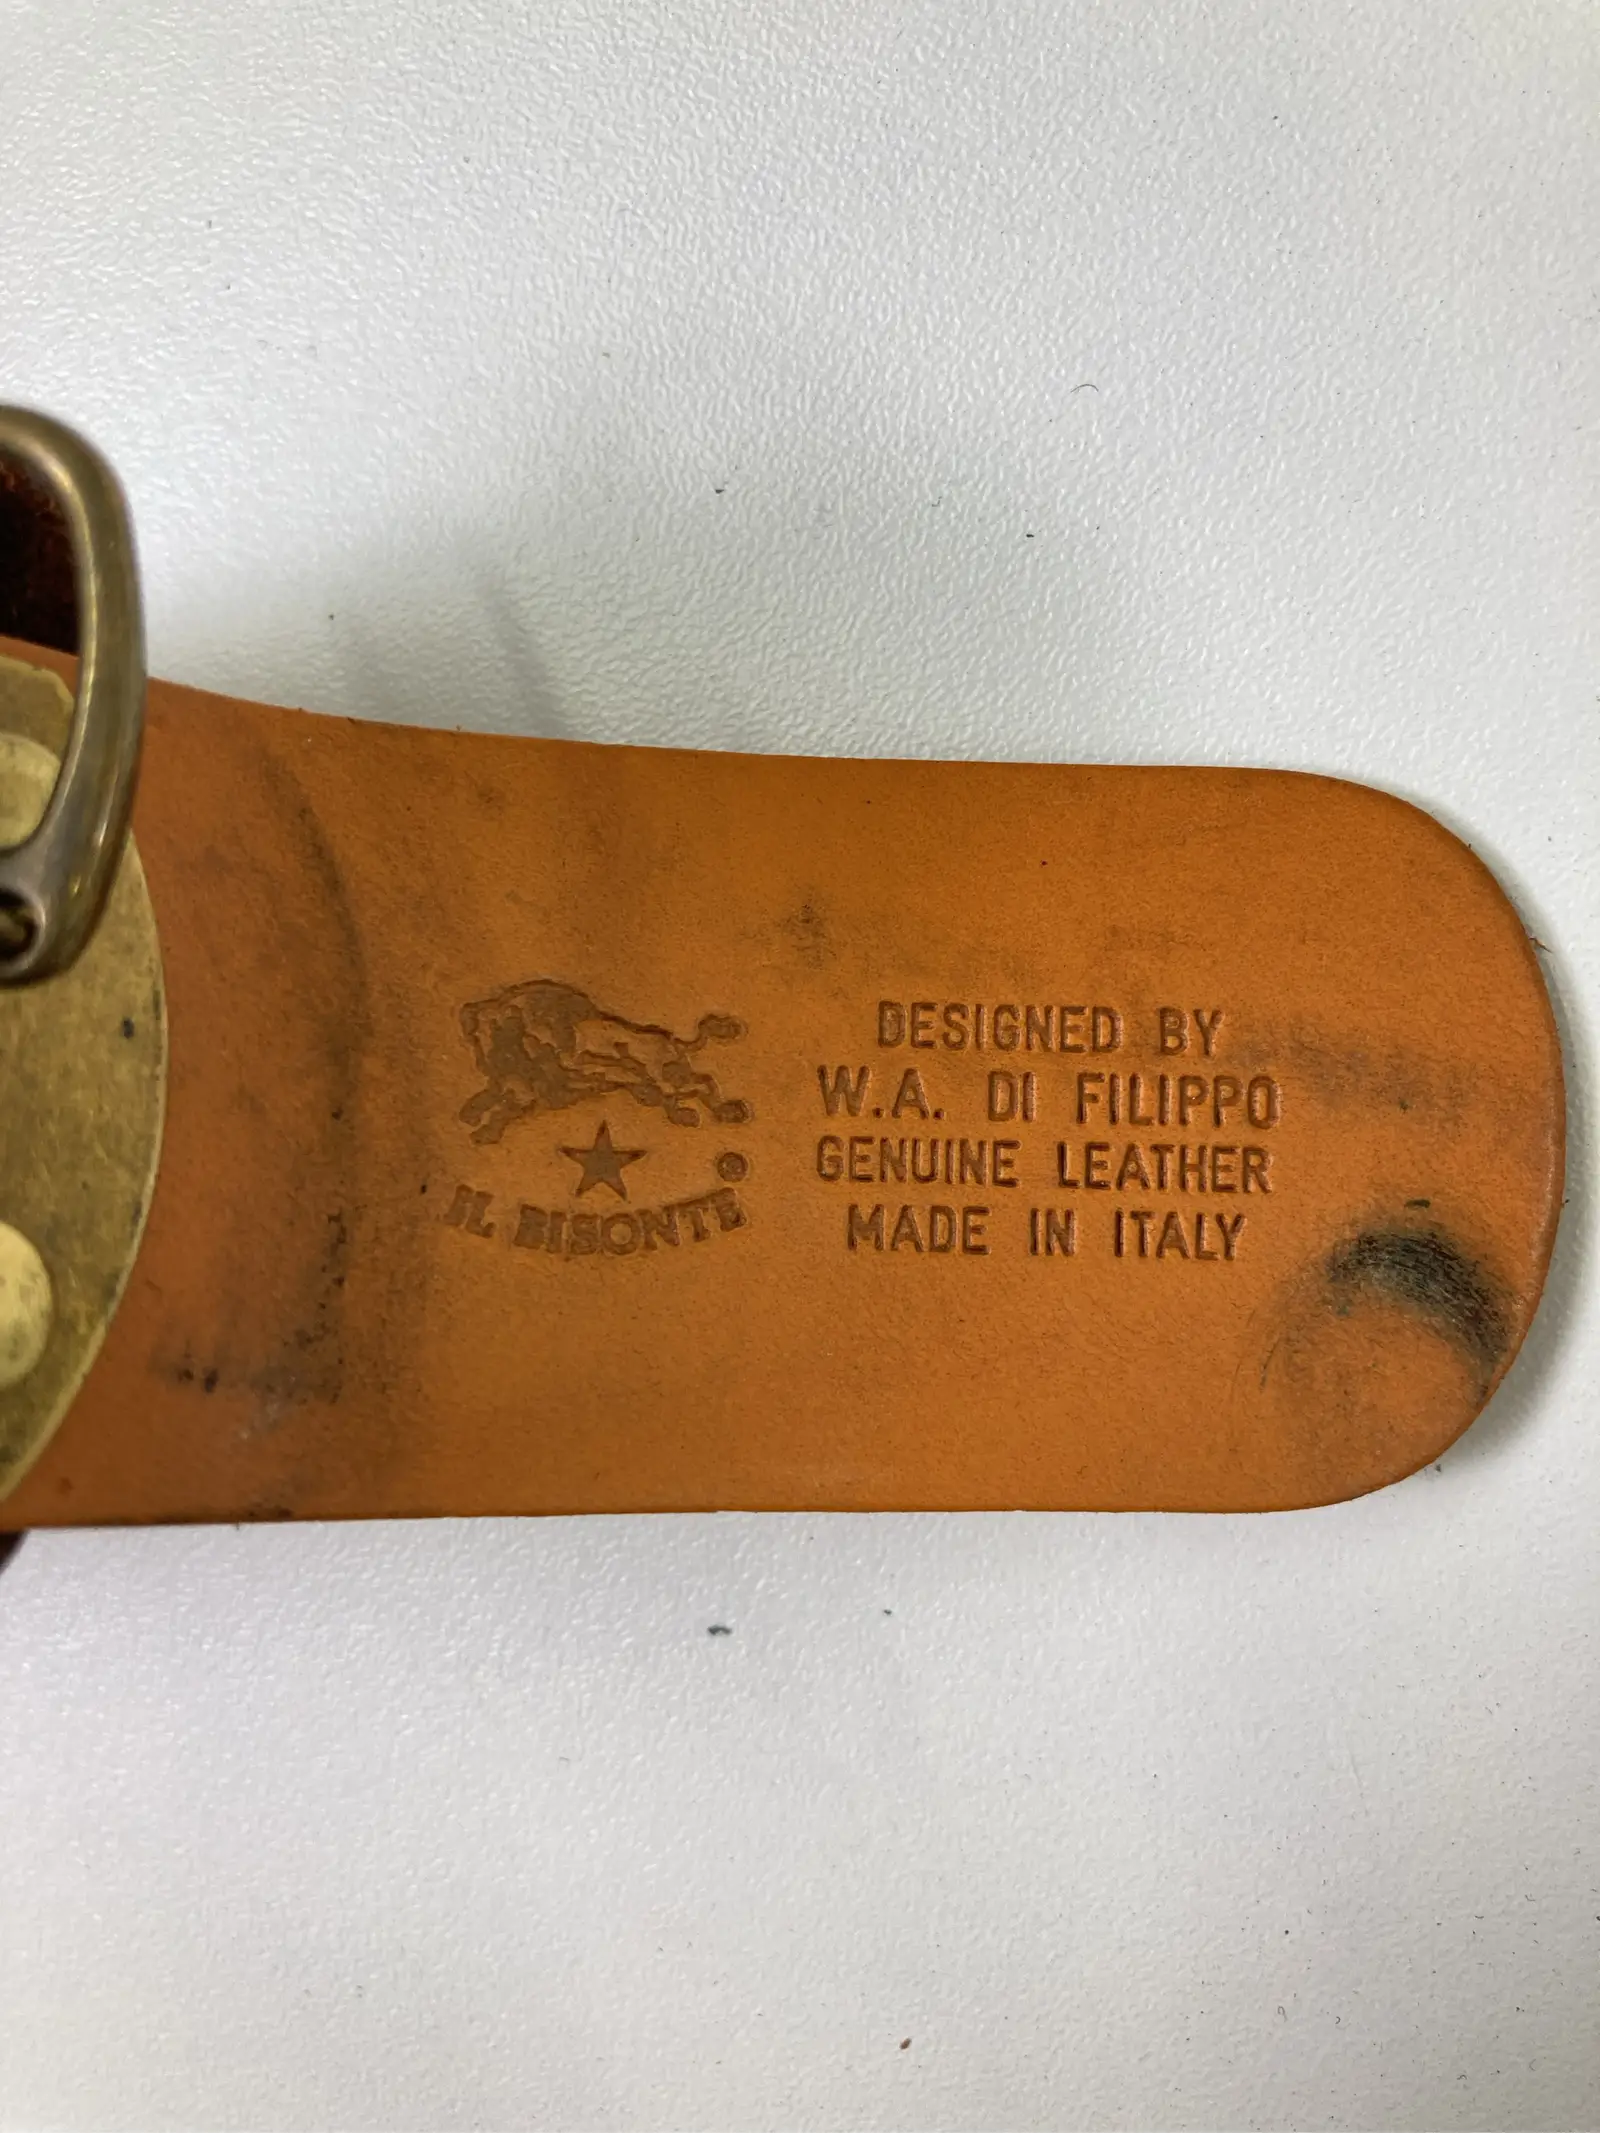 IL BISONTE ®
DESIGNED BY
W.A. DI FILIPPO
GENUINE LEATHER
MADE IN ITALY